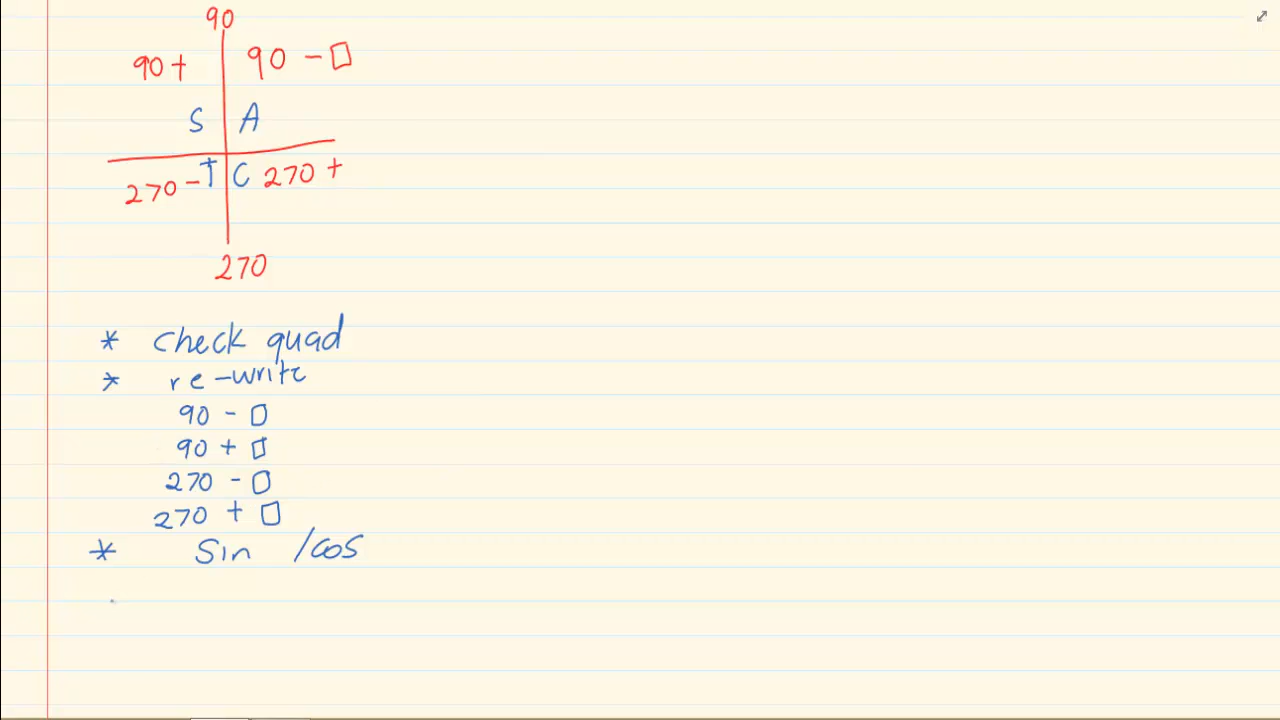 90
90+ 90 - □
S A
270 - T C 270 +
270
* check quad
* re-write
90 - □
90 + □
270 - □
270 + □
* Sin /cos